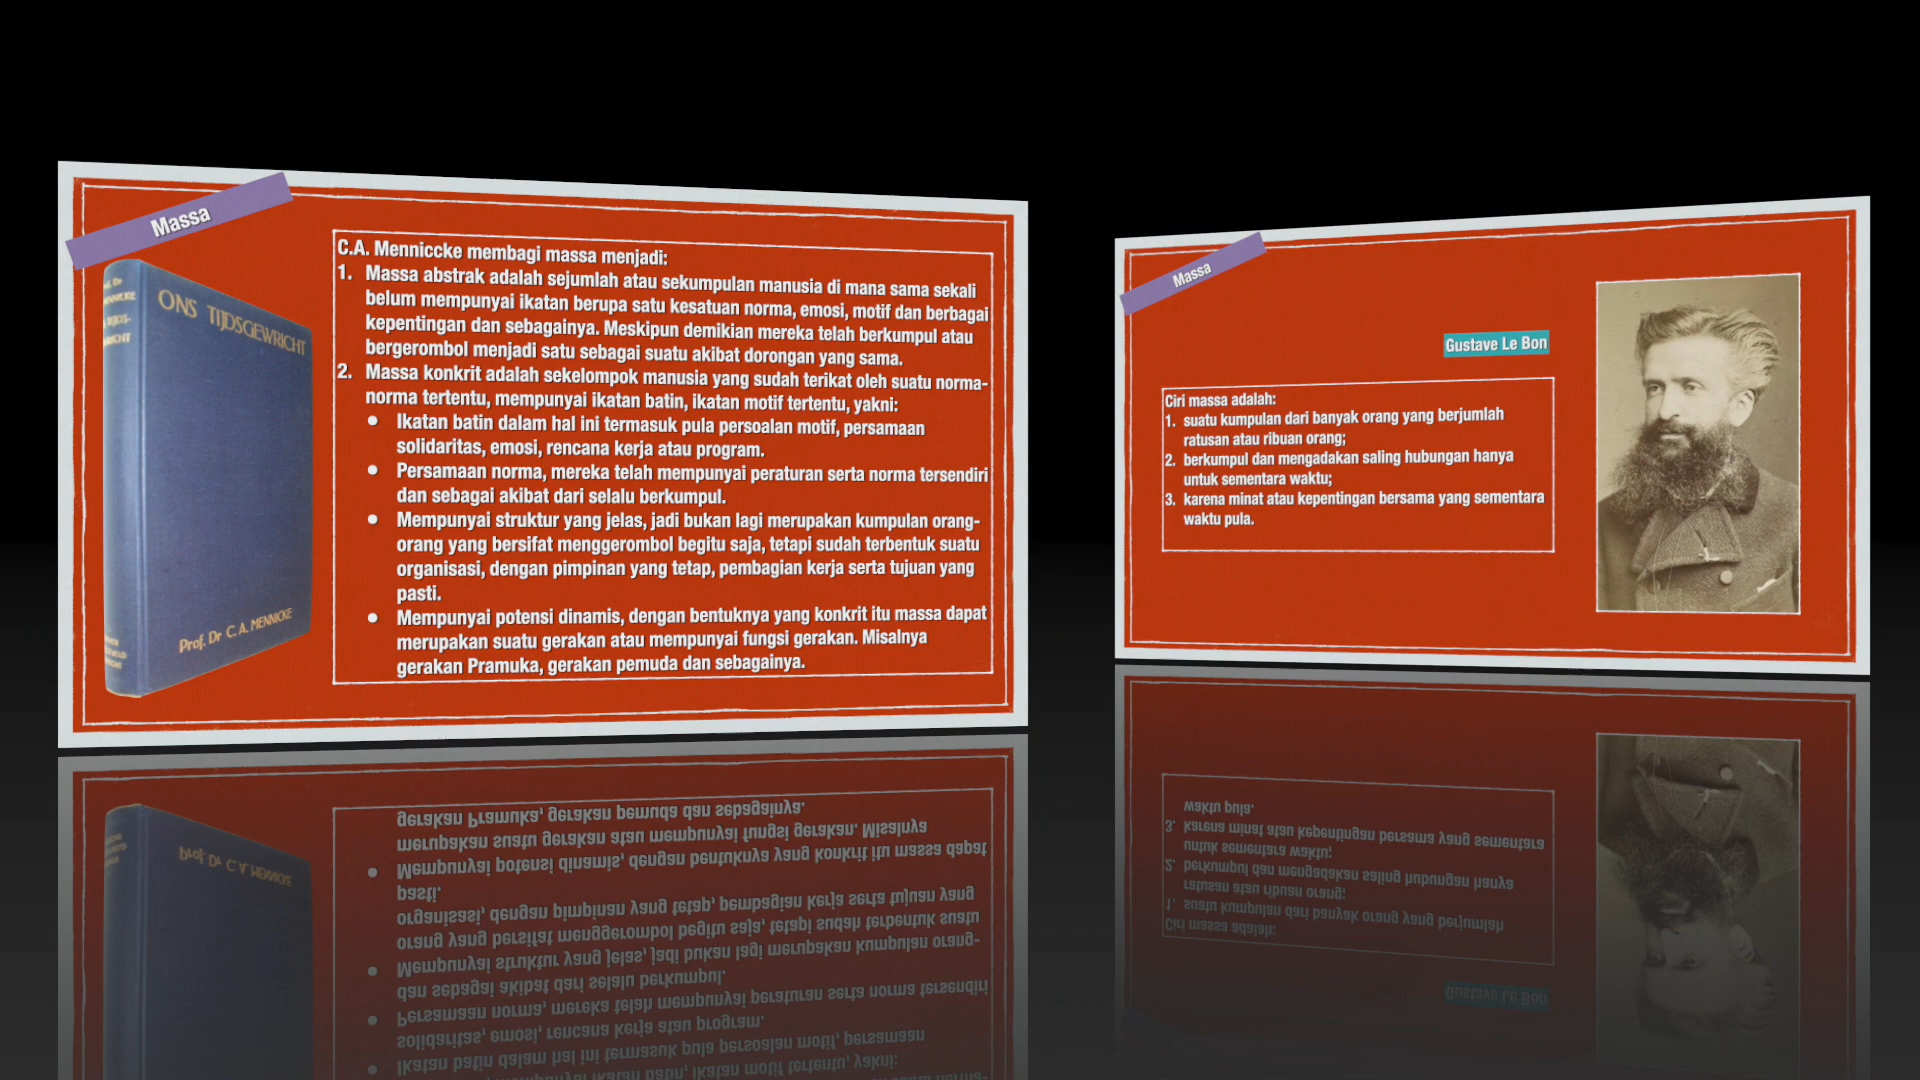 Massa
ONS TIJDSGEWRICHT
Prof. Dr C.A. MENNICKE
C.A. Menniccke membagi massa menjadi:
1. Massa abstrak adalah sejumlah atau sekumpulan manusia di mana sama sekali
belum mempunyai ikatan berupa satu kesatuan norma, emosi, motif dan berbagai
kepentingan dan sebagainya. Meskipun demikian mereka telah berkumpul atau
bergerombol menjadi satu sebagai suatu akibat dorongan yang sama.
2. Massa konkrit adalah sekelompok manusia yang sudah terikat oleh suatu norma-
norma tertentu, mempunyai ikatan batin, ikatan motif tertentu, yakni:
● Ikatan batin dalam hal ini termasuk pula persoalan motif, persamaan
solidaritas, emosi, rencana kerja atau program.
● Persamaan norma, mereka telah mempunyai peraturan serta norma tersendiri
dan sebagai akibat dari selalu berkumpul.
● Mempunyai struktur yang jelas, jadi bukan lagi merupakan kumpulan orang-
orang yang bersifat menggerombol begitu saja, tetapi sudah terbentuk suatu
organisasi, dengan pimpinan yang tetap, pembagian kerja serta tujuan yang
pasti.
● Mempunyai potensi dinamis, dengan bentuknya yang konkrit itu massa dapat
merupakan suatu gerakan atau mempunyai fungsi gerakan. Misalnya
gerakan Pramuka, gerakan pemuda dan sebagainya.
Massa
Gustave Le Bon
Ciri massa adalah:
1. suatu kumpulan dari banyak orang yang berjumlah
ratusan atau ribuan orang;
2. berkumpul dan mengadakan saling hubungan hanya
untuk sementara waktu;
3. karena minat atau kepentingan bersama yang sementara
waktu pula.